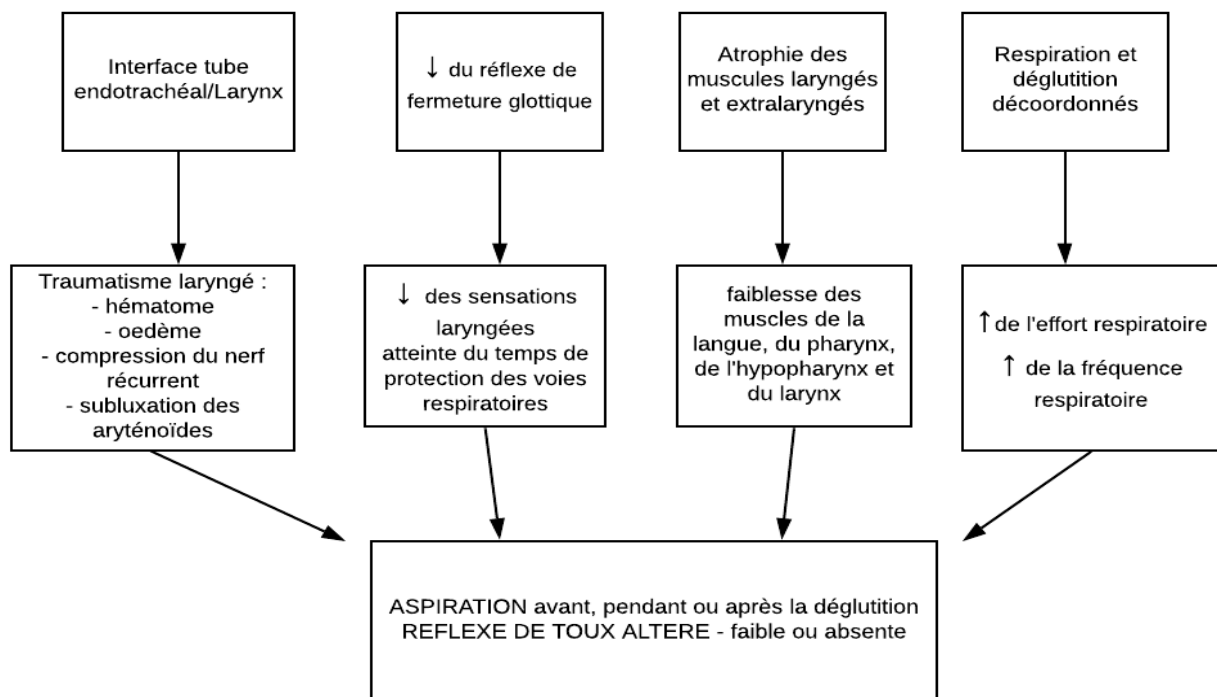 Interface tube
endotrachéal/Larynx
↓ du réflexe de
fermeture glottique
Atrophie des
muscules laryngés
et extralaryngés
Respiration et
déglutition
décoordonnés
Traumatisme larygé :
- hématome
- oedème
- compression du nerf
récurrent
- subluxation des
aryténoïdes
↓ des sensations
laryngées
atteinte du temps de
protection des voies
respiratoires
faiblesse des
muscles de la
langue, du pharynx,
de l'hypopharynx et
du larynx
↑ de l'effort respiratoire
↑ de la fréquence
respiratoire
ASPIRATION avant, pendant ou après la déglutition
REFLEXE DE TOUX ALTERE - faible ou absente